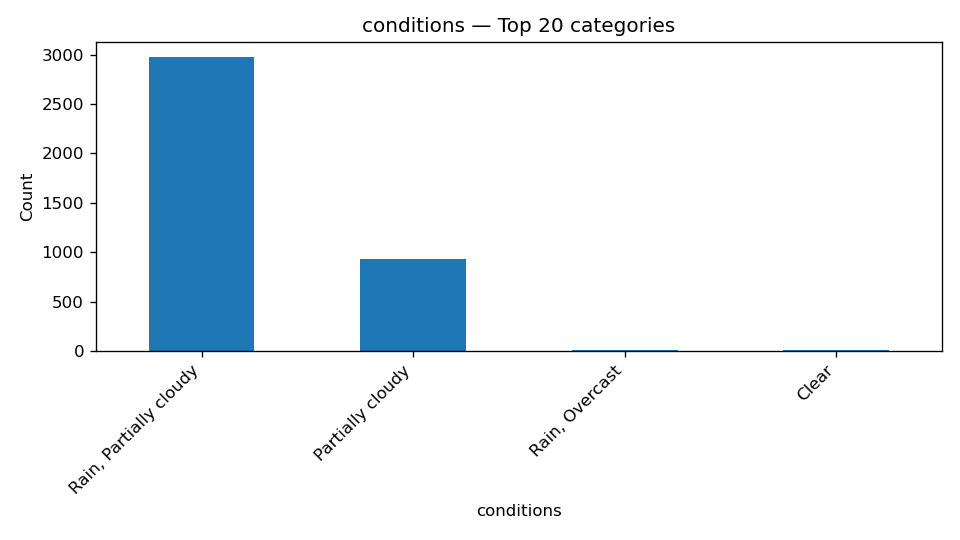 conditions — Top 20 categories
Count
3000
2500
2000
1500
1000
500
0
Rain, Partially cloudy
Partially cloudy
Rain, Overcast
Clear
conditions